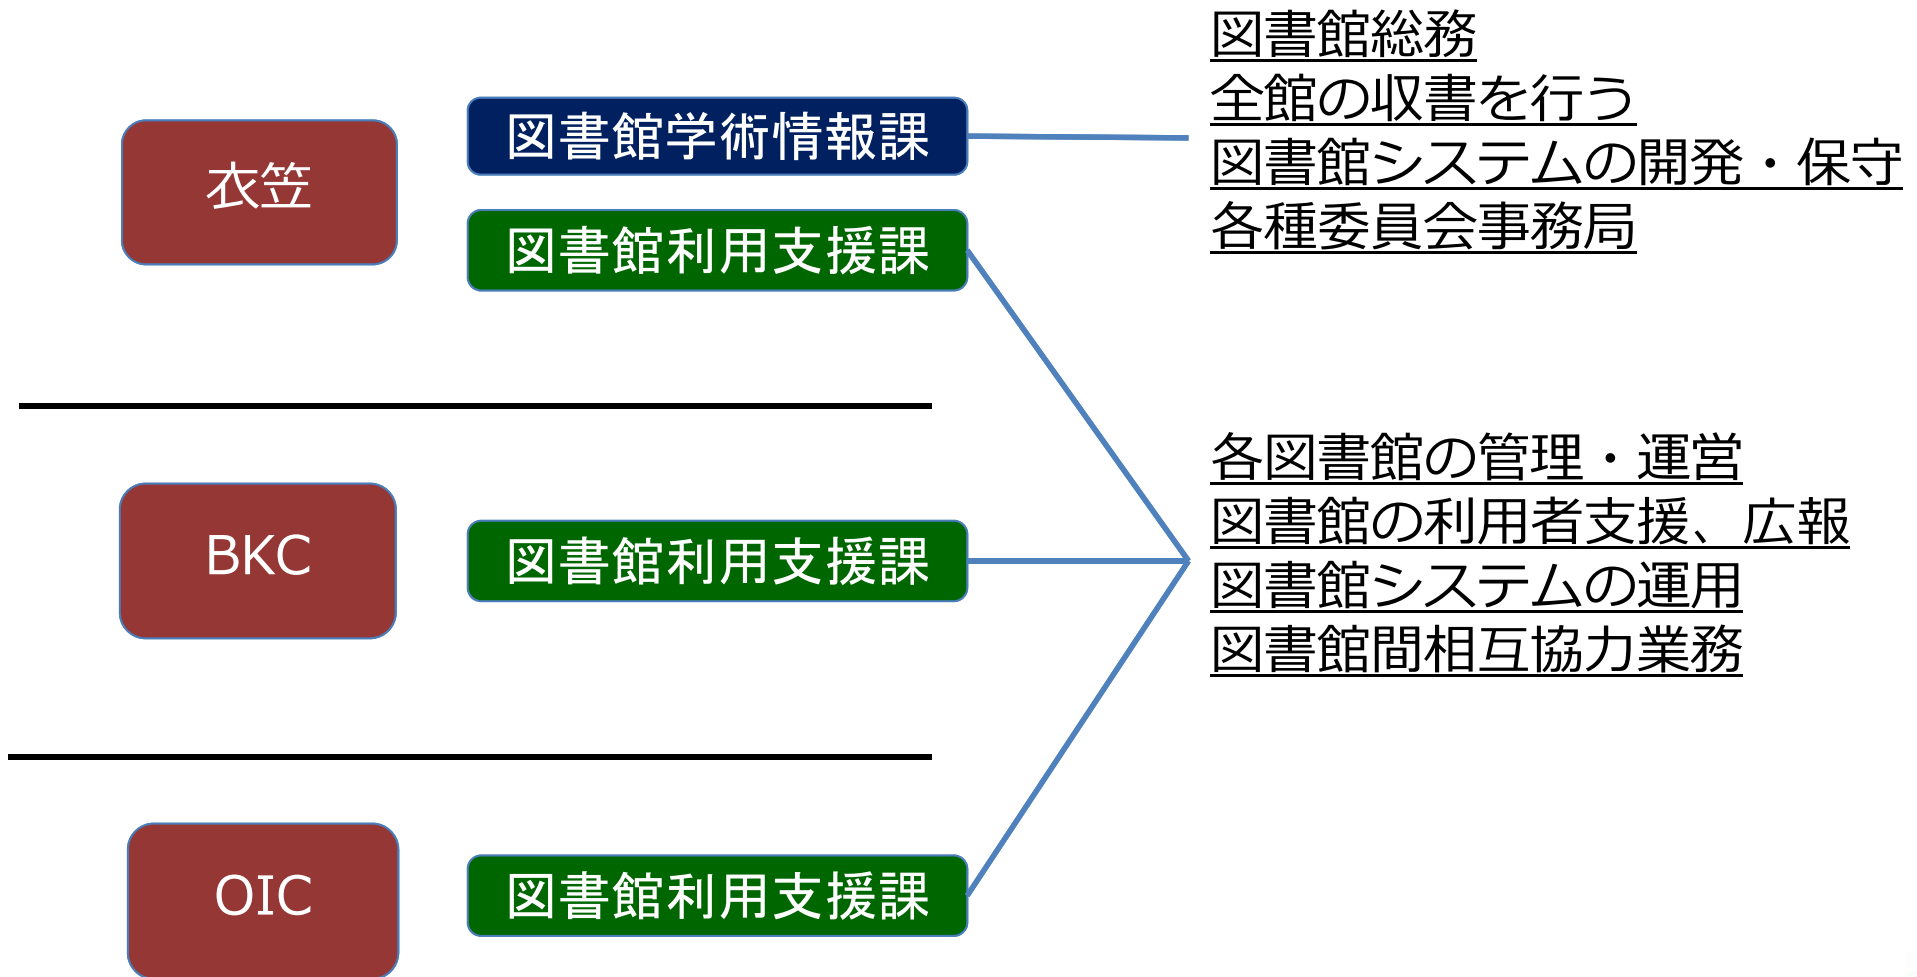 図書館総務
全館の収書を行う
図書館システムの開発・保守
各種委員会事務局
衣笠
図書館学術情報課
図書館利用支援課
BKC
図書館利用支援課
各図書館の管理・運営
図書館の利用者支援、広報
図書館システムの運用
図書館間相互協力業務
OIC
図書館利用支援課